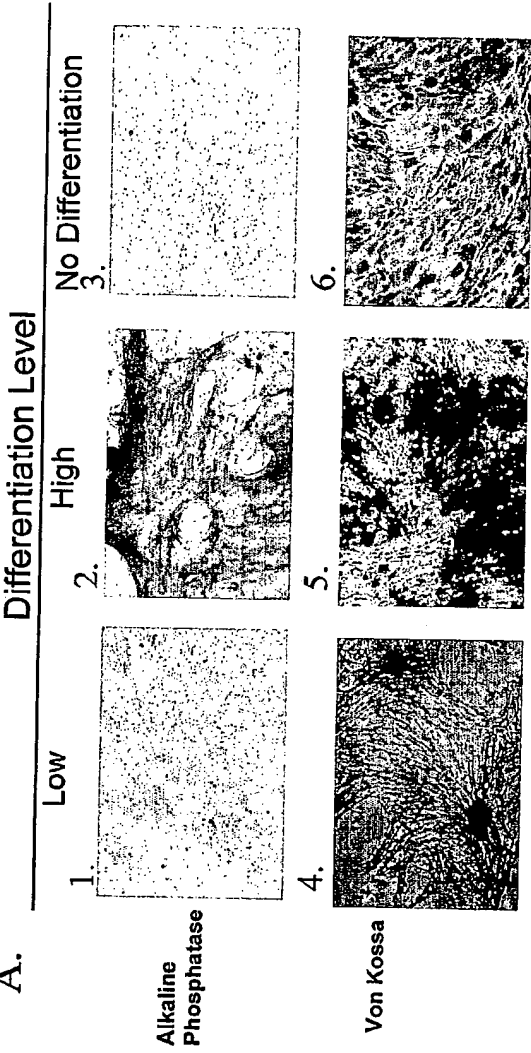 A.
Differentiation Level
Low High No Differentiation
1. 2. 3.
Alkaline
Phosphatase
4. 5. 6.
Von Kossa